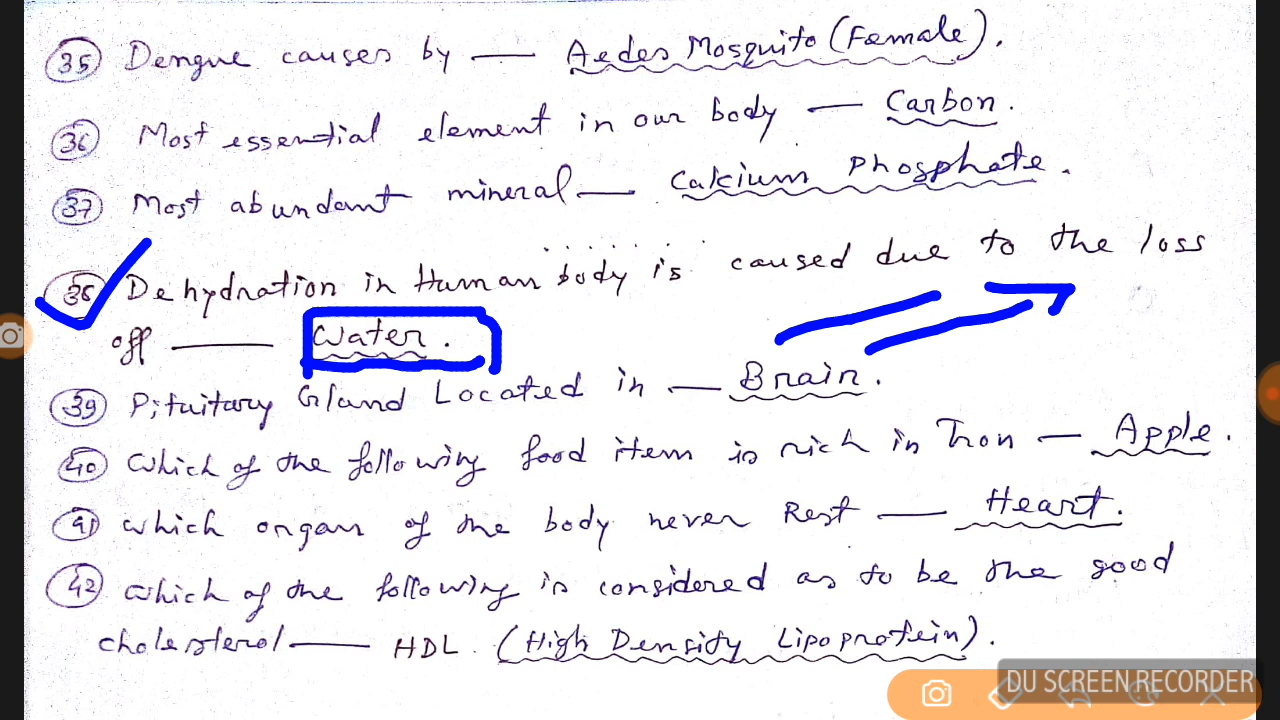 35 Dengue causes by — Aedes Mosquito (Female).
36 Most essential element in our body — Carbon.
37 Most abundant mineral — Calcium Phosphate.
38 Dehydration in Human body is caused due to the loss
off — Water.
39 Pituitary Gland Located in — Brain.
40 Which of the following food item is rich in Iron — Apple.
41 Which organ of the body never Rest — Heart.
42 Which of the following is considered as to be the good
cholesterol — HDL (High Density Lipoprotein).
DU SCREEN RECORDER